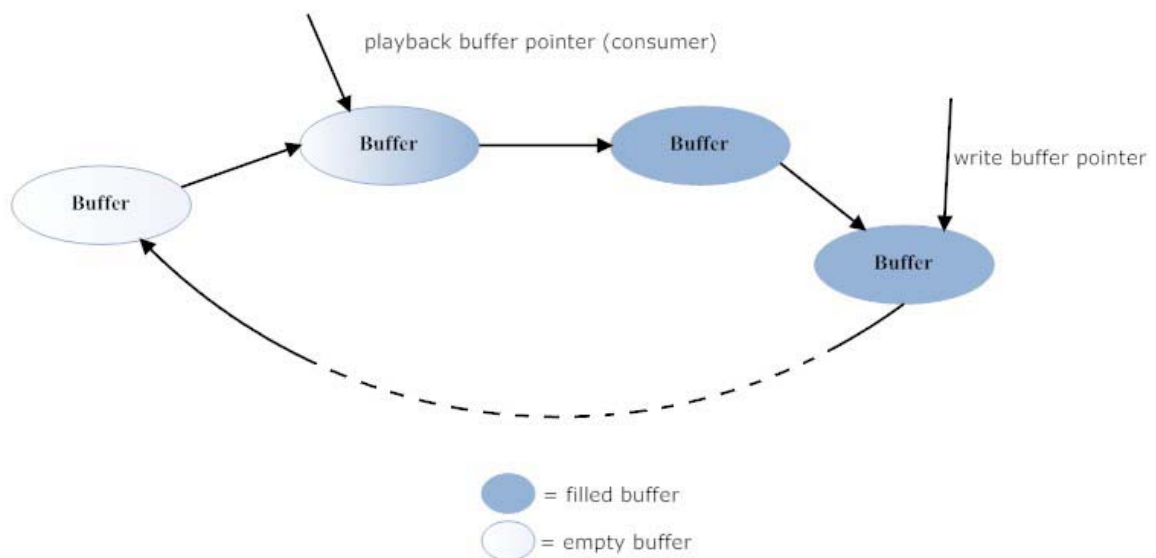 playback buffer pointer (consumer)
Buffer
Buffer
write buffer pointer
Buffer
Buffer
= filled buffer
= empty buffer